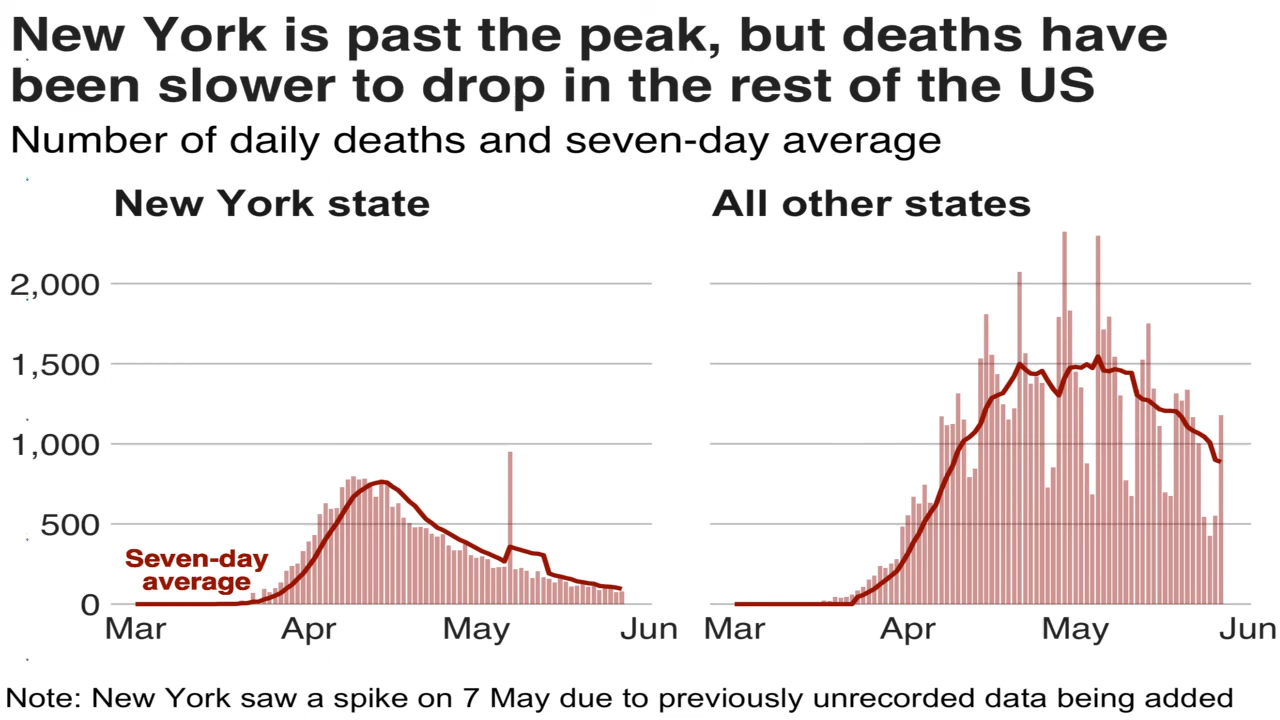 New York is past the peak, but deaths have
been slower to drop in the rest of the US
Number of daily deaths and seven-day average
New York state
All other states
2,000
1,500
1,000
500
0
Seven-day
average
Mar
Apr
May
Jun
Mar
Apr
May
Jun
Note: New York saw a spike on 7 May due to previously unrecorded data being added